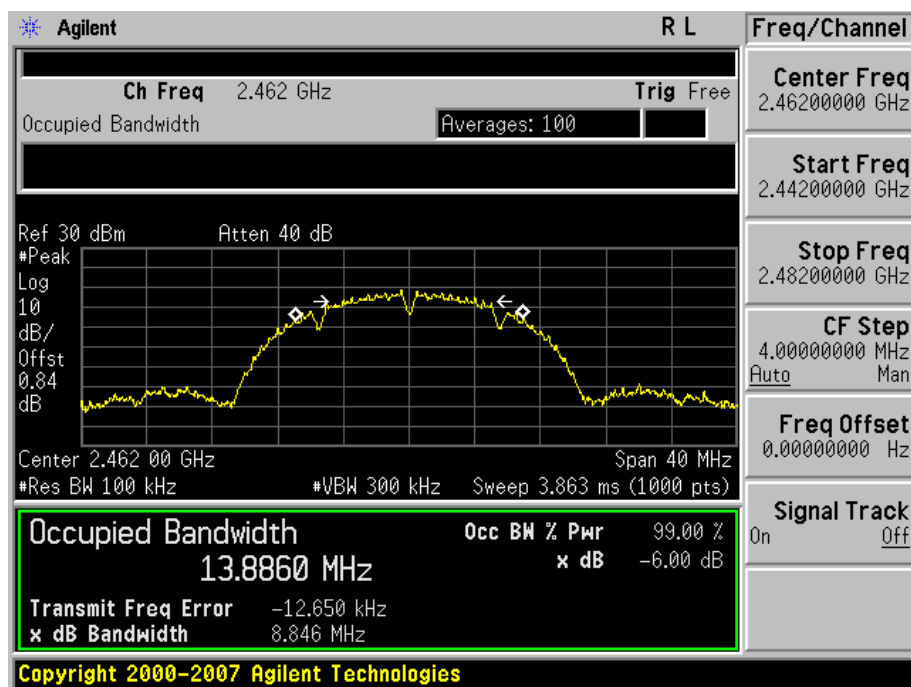 Agilent R L Freq/Channel
Ch Freq 2.462 GHz Trig Free
Occupied Bandwidth Averages: 100
Center Freq
2.46200000 GHz
Start Freq
2.44200000 GHz
Stop Freq
2.48200000 GHz
CF Step
4.00000000 MHz
Auto Man
Freq Offset
0.00000000 Hz
Signal Track
On Off
Ref 30 dBm Atten 40 dB
#Peak
Log
10
dB/
Offst
0.84
dB
Center 2.462 00 GHz Span 40 MHz
#Res BW 100 kHz #VBW 300 kHz Sweep 3.863 ms (1000 pts)
Occupied Bandwidth Occ BW % Pwr 99.00 %
13.8860 MHz x dB -6.00 dB
Transmit Freq Error -12.650 kHz
x dB Bandwidth 8.846 MHz
Copyright 2000-2007 Agilent Technologies